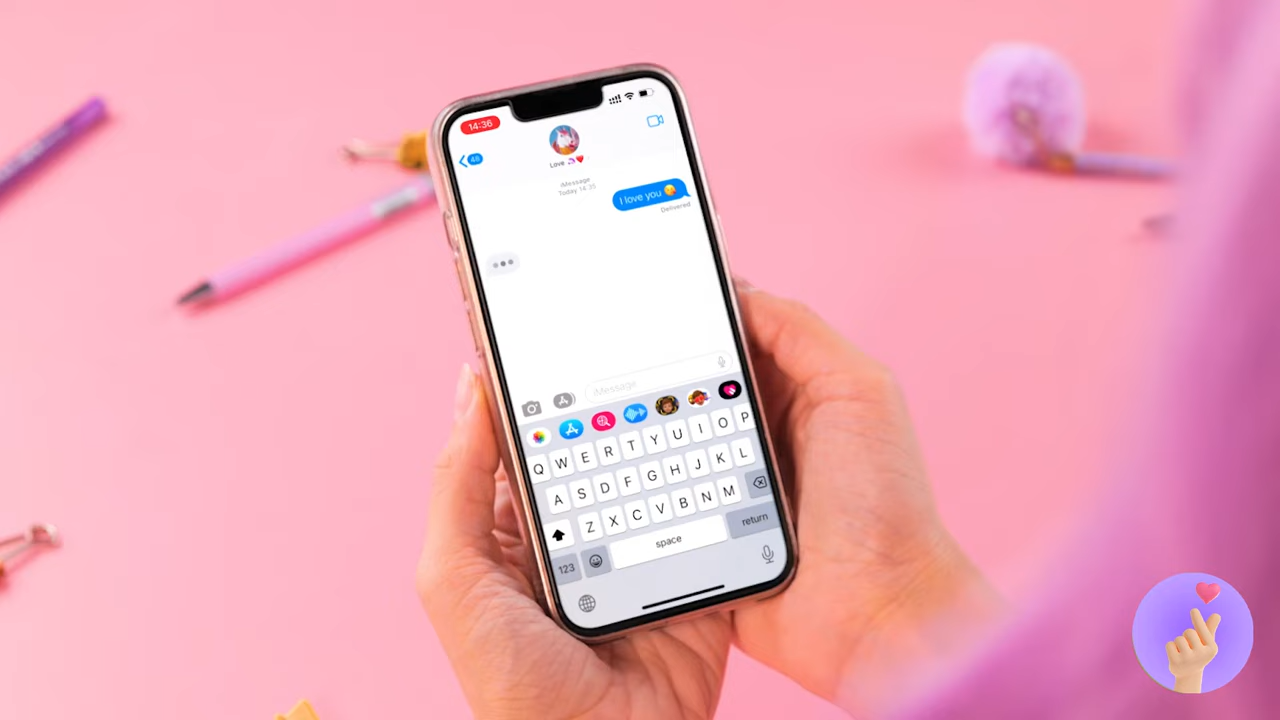 14:36
48
Love
iMessage
Today 14:35
I love you
Delivered
iMessage
Q W E R T Y U I O P
A S D F G H J K L
Z X C V B N M
123
space
return